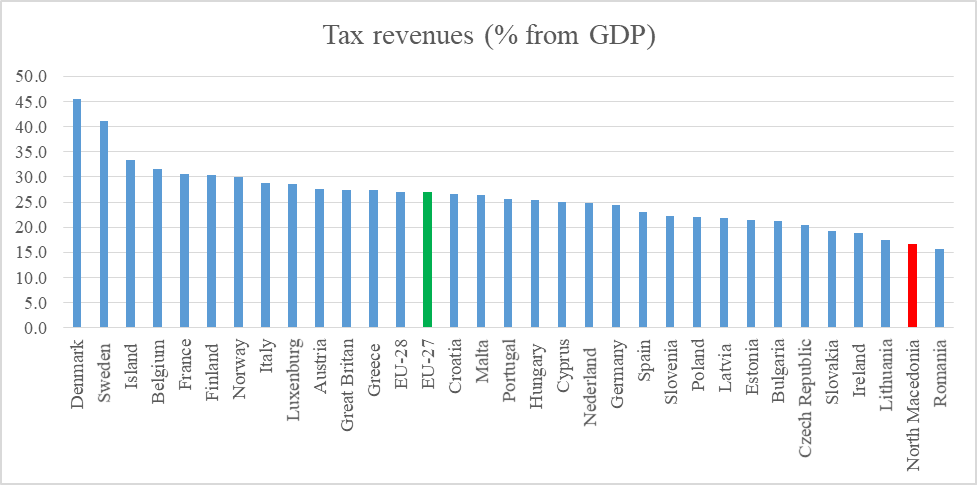 Tax revenues (% from GDP)
50.0
45.0
40.0
35.0
30.0
25.0
20.0
15.0
10.0
5.0
0.0
Denmark
Sweden
Island
Belgium
France
Finland
Norway
Italy
Luxenburg
Austria
Great Britan
Greece
EU-28
EU-27
Croatia
Malta
Portugal
Hungary
Cyprus
Nederland
Germany
Spain
Slovenia
Poland
Latvia
Estonia
Bulgaria
Czech Republic
Slovakia
Ireland
Lithuania
North Macedonia
Romania